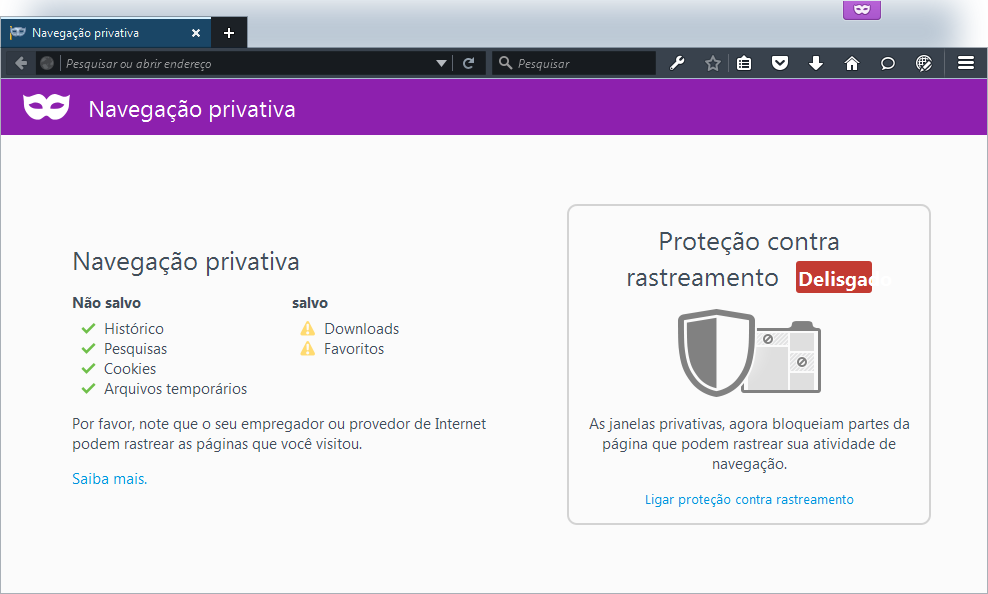 Navegação privativa
Pesquisar ou abrir endereço
Pesquisar
Navegação privativa
Navegação privativa
Não salvo
Histórico
Pesquisas
Cookies
Arquivos temporários
salvo
Downloads
Favoritos
Por favor, note que o seu empregador ou provedor de Internet
podem rastrear as páginas que você visitou.
Saiba mais.
Proteção contra
rastreamento Delisgado
As janelas privativas, agora bloqueiam partes da
página que podem rastrear sua atividade de
navegação.
Ligar proteção contra rastreamento